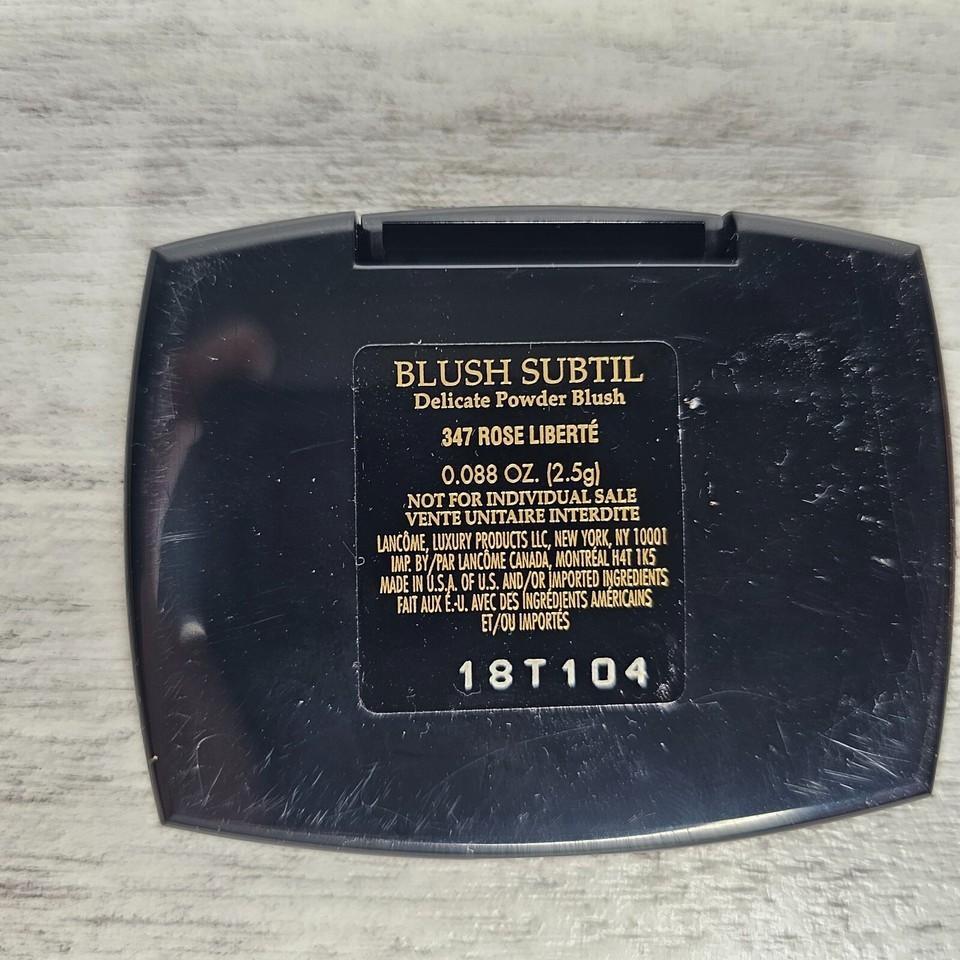 BLUSH SUBTIL
Delicate Powder Blush
347 ROSE LIBERTÉ
0.088 OZ. (2.5g)
NOT FOR INDIVIDUAL SALE
VENTE UNITAIRE INTERDITE
LANCÔME, LUXURY PRODUCTS LLC, NEW YORK, NY 10001
IMP. BY/PAR LANCÔME CANADA, MONTRÉAL H4T 1K5
MADE IN U.S.A. OF U.S. AND/OR IMPORTED INGREDIENTS
FAIT AUX É.-U. AVEC DES INGRÉDIENTS AMÉRICAINS
ET/OU IMPORTÉS
18T104